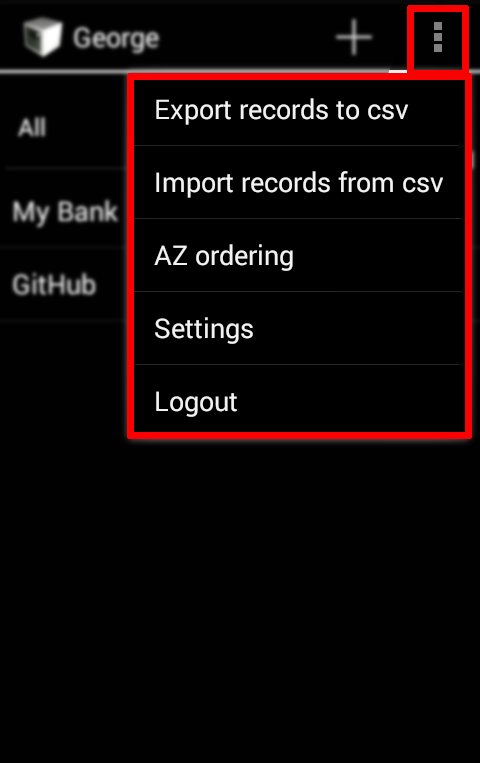 George
Export records to csv
All
Import records from csv
My Bank
AZ ordering
GitHub
Settings
Logout